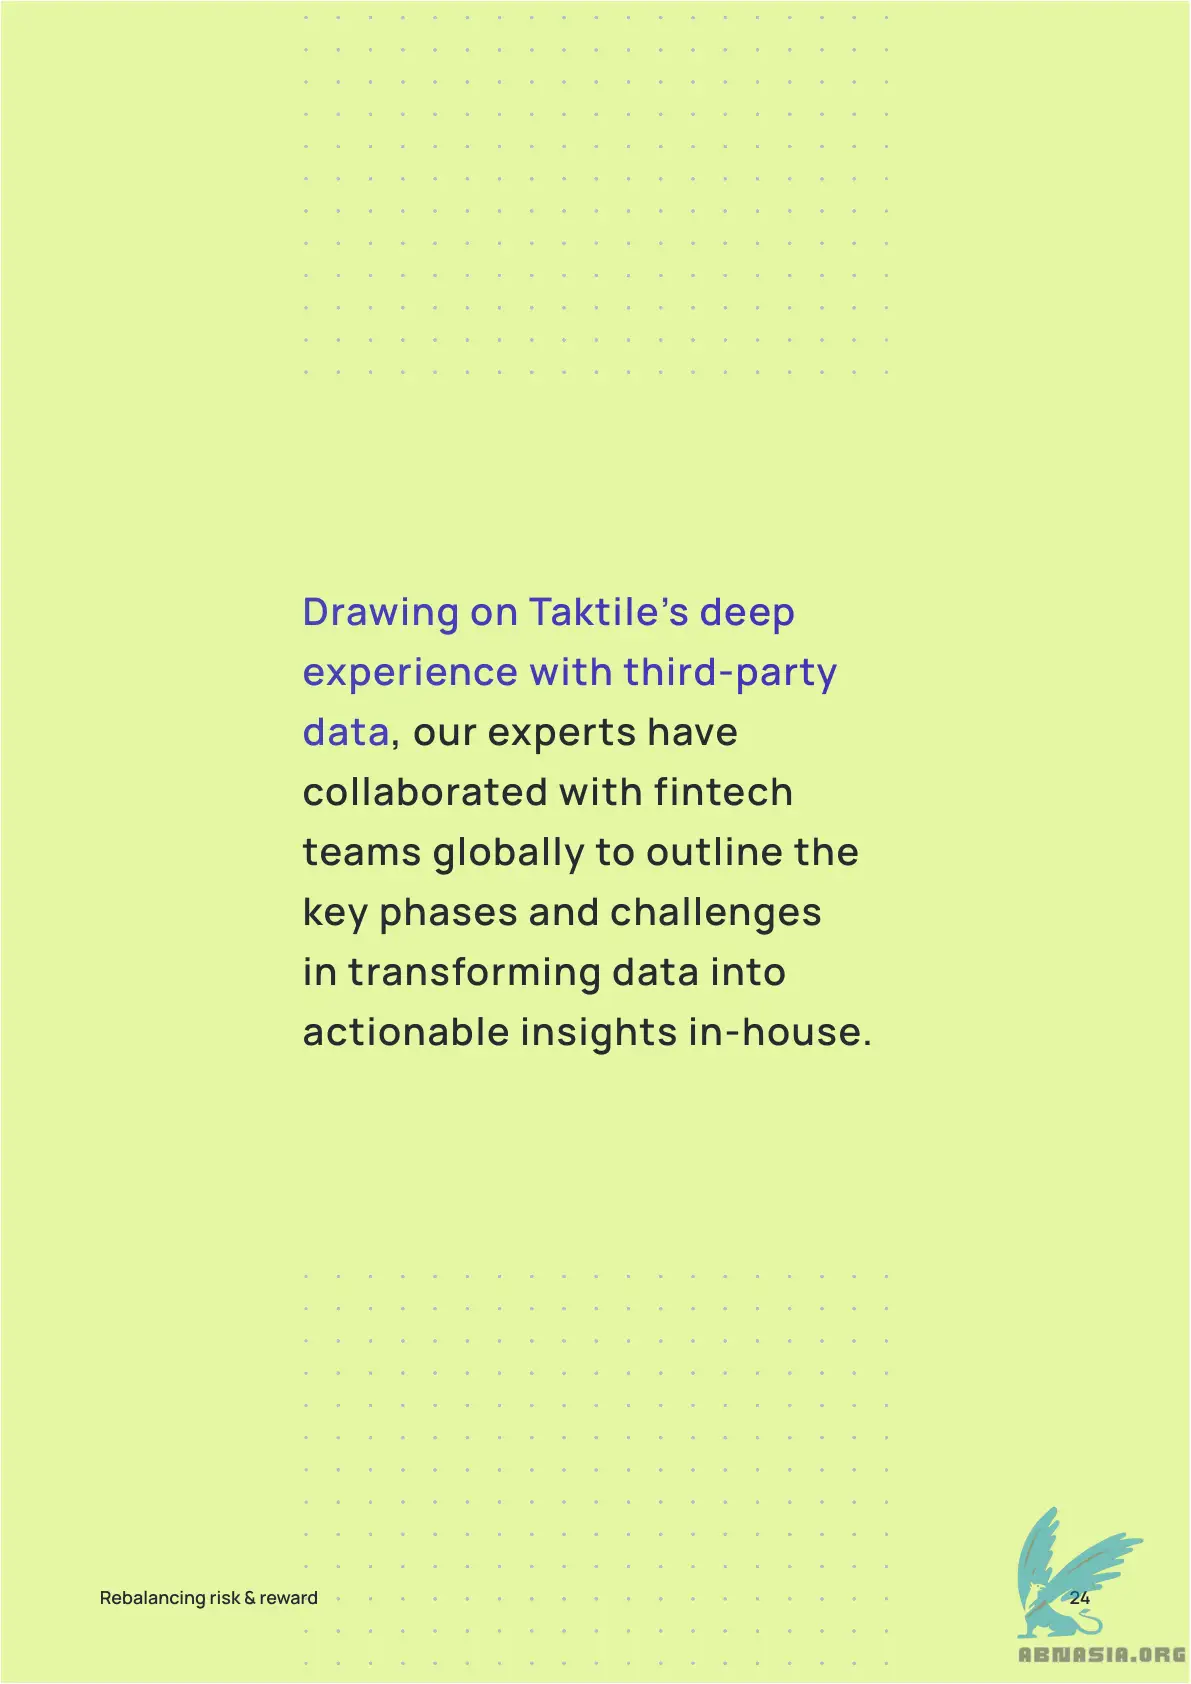 Drawing on Taktile’s deep
experience with third-party
data, our experts have
collaborated with fintech
teams globally to outline the
key phases and challenges
in transforming data into
actionable insights in-house.
Rebalancing risk & reward
24
ABNASIA.ORG